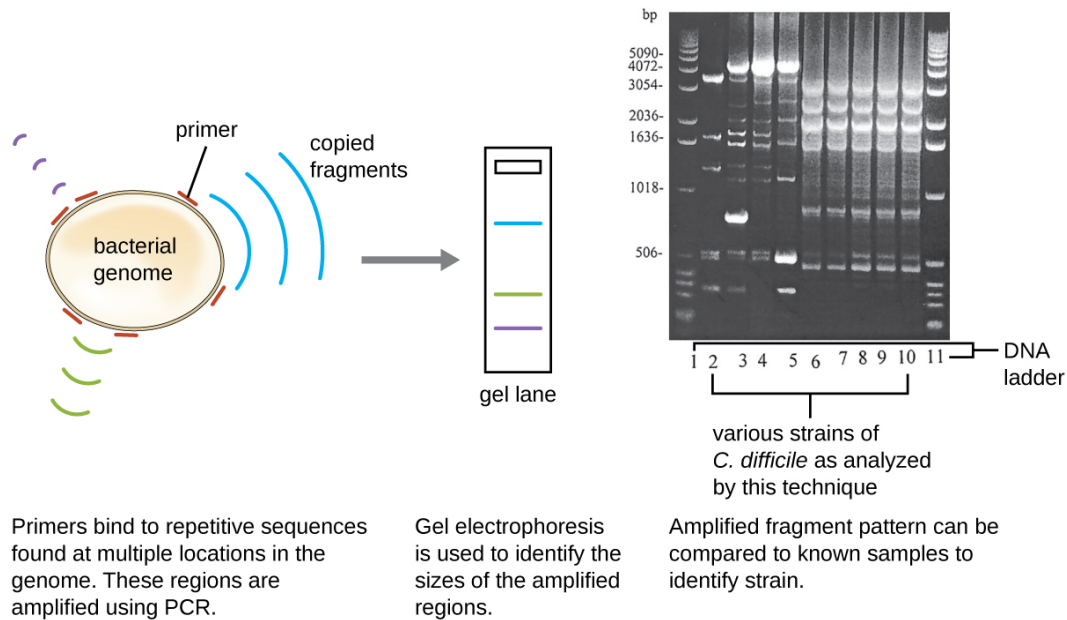 primer
copied
fragments
bacterial
genome
gel lane
bp
5090-
4072-
3054-
2036-
1636-
1018-
506-
1 2 3 4 5 6 7 8 9 10 11
DNA
ladder
various strains of
C. difficile as analyzed
by this technique
Primers bind to repetitive sequences
found at multiple locations in the
genome. These regions are
amplified using PCR.
Gel electrophoresis
is used to identify the
sizes of the amplified
regions.
Amplified fragment pattern can be
compared to known samples to
identify strain.